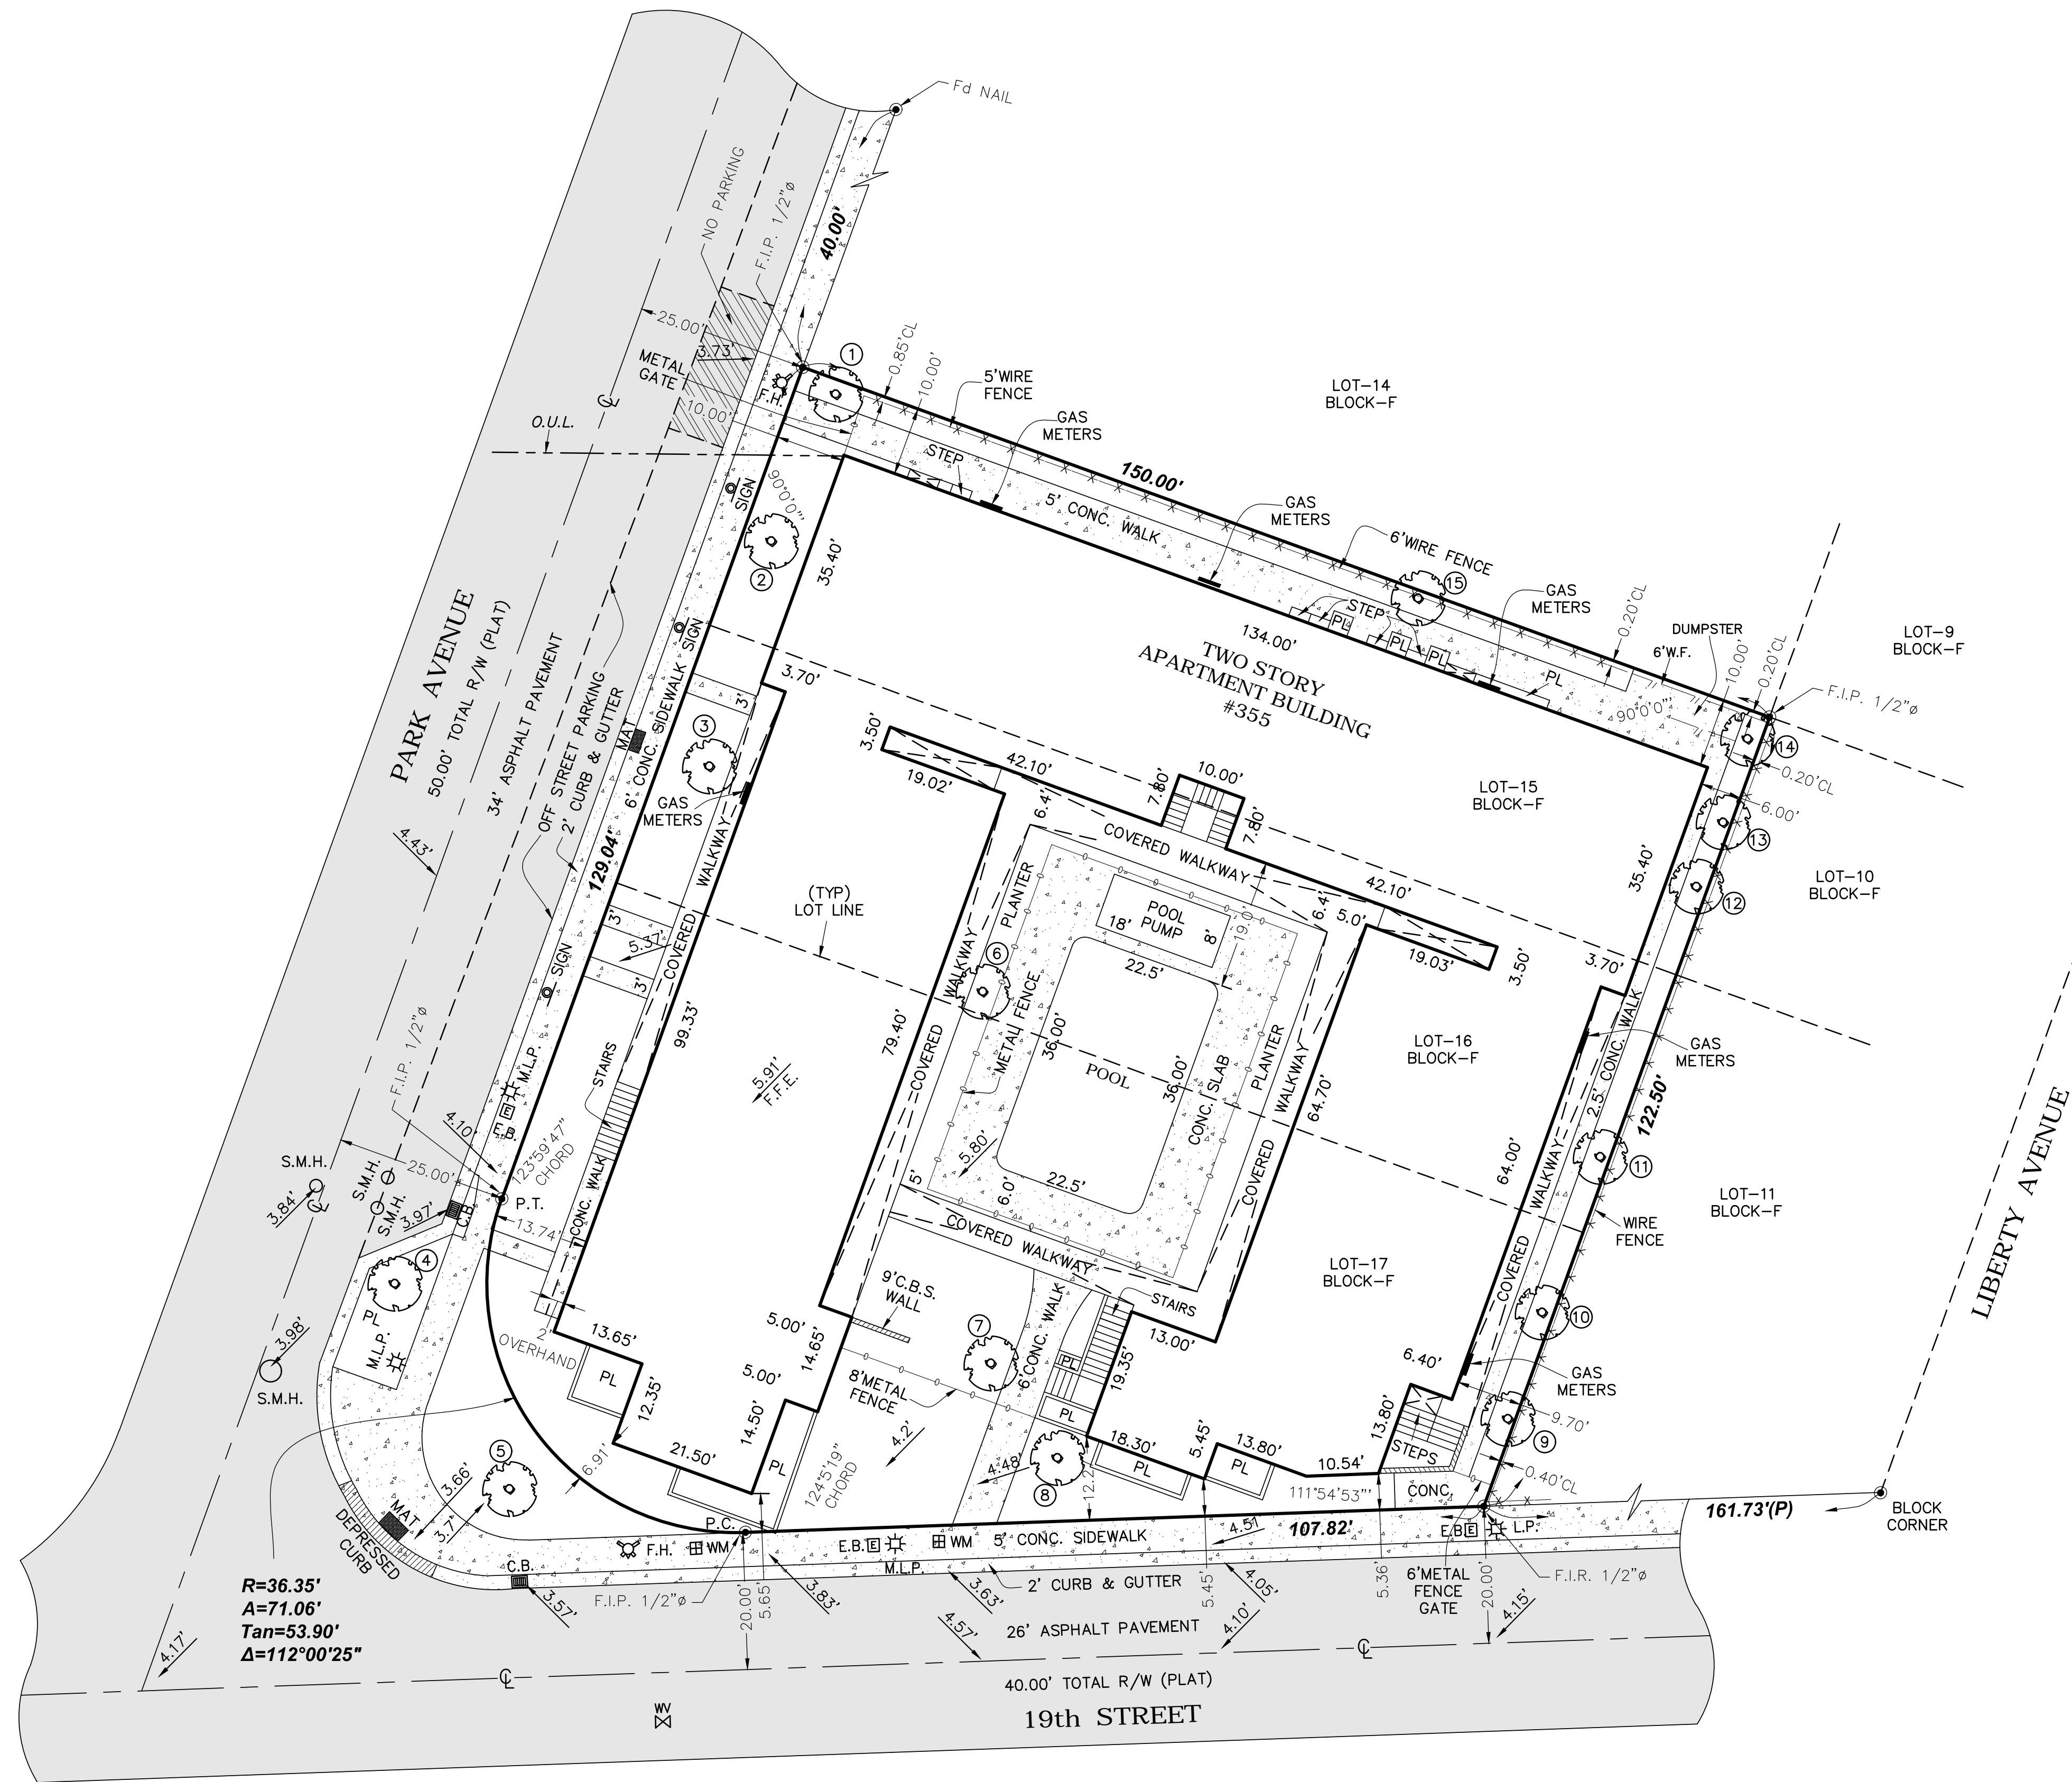 Fd NAIL
NO PARKING
F.I.P. 1/2"ø
40.00'
25.00'
3.73'
METAL
GATE
10.00'
F.H.
1
0.85'CL
10.00'
5'WIRE
FENCE
GAS
METERS
LOT-14
BLOCK-F
O.U.L.
STEP
150.00'
5' CONC. WALK
GAS
METERS
6'WIRE FENCE
SIGN
90°0'0"
2
35.40'
15
GAS
METERS
STEP
PL
PL
PL
PL
0.20'CL
DUMPSTER
6'W.F.
10.00'
0.20'CL
LOT-9
BLOCK-F
F.I.P. 1/2"ø
90°0'0"
14
0.20'CL
6.00'
13
12
134.00'
TWO STORY
APARTMENT BUILDING
#355
PARK AVENUE
50.00' TOTAL R/W (PLAT)
34' ASPHALT PAVEMENT
OFF STREET PARKING
2' CURB & GUTTER
MAT
6' CONC. SIDEWALK
SIGN
3.70'
3'
3
GAS
METERS
129.04'
4.43'
3.50'
19.02'
42.10'
6.4'
7.80'
10.00'
7.80'
COVERED WALKWAY
LOT-15
BLOCK-F
35.40'
LOT-10
BLOCK-F
COVERED
WALKWAY
(TYP)
LOT LINE
PLANTER
POOL
PUMP
18'
8'
19.0'
42.10'
6.4'
5.0'
19.03'
3.50'
3.70'
3'
5.37'
3'
SIGN
WALKWAY
6
METAL FENCE
22.5'
36.00'
36.00'
POOL
CONC. SLAB
PLANTER
WALKWAY
64.70'
LOT-16
BLOCK-F
2.5' CONC. WALK
GAS
METERS
122.50'
F.I.P. 1/2"ø
M.L.P.
E.B.
STAIRS
99.33'
5.91'
F.F.E.
79.40'
COVERED
5.80'
5'
6.0'
22.5'
COVERED
64.00'
WALKWAY
11
LOT-11
BLOCK-F
WIRE
FENCE
LIBERTY AVENUE
4.10'
25.00'
S.M.H.
3.84'
S.M.H.
S.M.H.
3.97'
C.B.
P.T.
123°59'47"
CHORD
13.74'
CONC. WALK
4
PL
M.L.P.
3.98'
S.M.H.
2'
OVERHAND
13.65'
PL
12.35'
9'C.B.S.
WALL
5.00'
14.65'
5.00'
14.50'
COVERED WALKWAY
6'CONC. WALK
7
STAIRS
13.00'
19.35'
PL
PL
8'METAL
FENCE
4.2'
LOT-17
BLOCK-F
COVERED
10
6.40'
GAS
METERS
13.80'
STEPS
9.70'
9
0.40'CL
CONC.
21.50'
PL
6.91'
124°5'19"
CHORD
4.48'
8
12.2
18.30'
PL
5.45'
13.80'
PL
10.54'
111°54'53"
5
3.66'
3.7'
MAT
DEPRESSED
CURB
P.C.
F.H.
WM
E.B.
E
WM
5' CONC. SIDEWALK
4.51
107.82'
E.B.
E
L.P.
161.73'(P)
BLOCK
CORNER
C.B.
3.57'
F.I.P. 1/2"ø
20.00'
5.65'
3.83'
M.L.P.
3.63'
2' CURB & GUTTER
5.45'
4.05'
5.36'
6'METAL
FENCE
GATE
20.00'
F.I.R. 1/2"ø
4.15'
R=36.35'
A=71.06'
Tan=53.90'
Δ=112°00'25"
4.17'
4.57'
26' ASPHALT PAVEMENT
4.10'
40.00' TOTAL R/W (PLAT)
WV
19th STREET